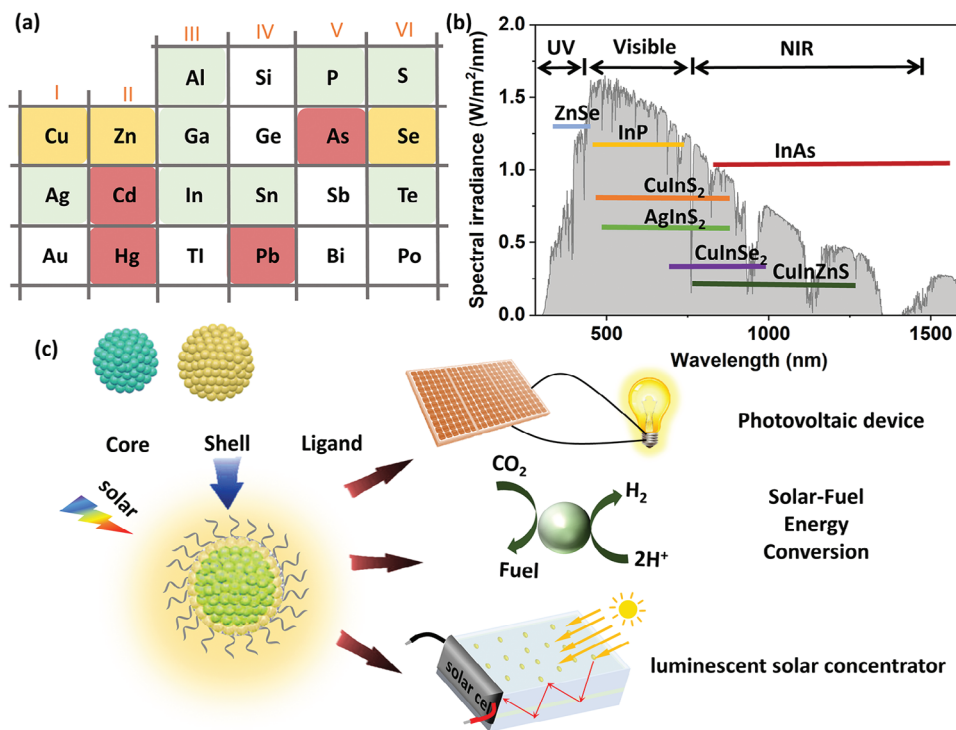 (a)
III IV V VI
Al Si P S
I II
Cu Zn Ga Ge As Se
Ag Cd In Sn Sb Te
Au Hg TI Pb Bi Po
(b)
Spectral irradiance (W/m²/nm)
2.0
1.5
1.0
0.5
0.0
UV Visible NIR
ZnSe
InP
InAs
CuInS₂
AgInS₂
CuInSe₂
CuInZnS
500 1000 1500
Wavelength (nm)
(c)
Core Shell Ligand
solar
Photovoltaic device
CO₂
H₂
Fuel
2H⁺
Solar-Fuel
Energy
Conversion
solar cell
luminescent solar concentrator